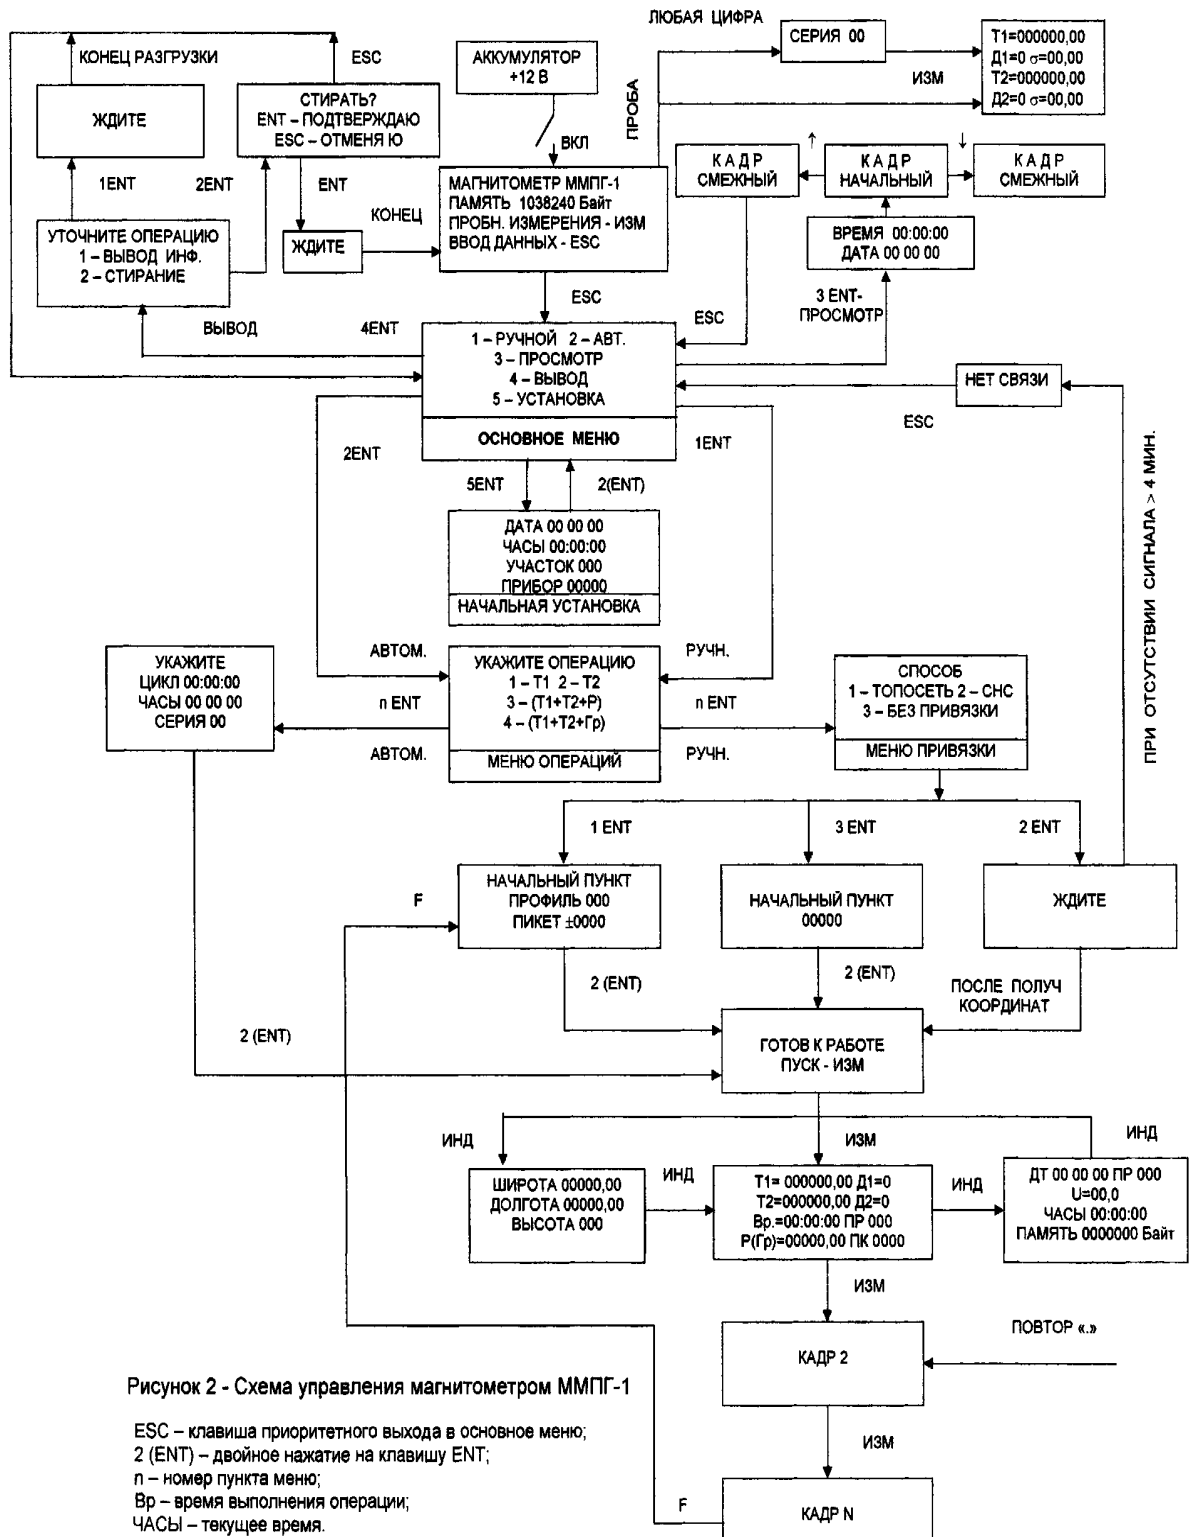 ЛЮБАЯ ЦИФРА
СЕРИЯ 00
Т1=000000,00
Д1=0 σ=00,00
Т2=000000,00
Д2=0 σ=00,00
ИЗМ
ПРОБА
КОНЕЦ РАЗГРУЗКИ
ESC
АККУМУЛЯТОР
+12 В
ВКЛ
ЖДИТЕ
СТИРАТЬ?
ENT – ПОДТВЕРЖДАЮ
ESC – ОТМЕНЯ Ю
1ENT
2ENT
ENT
КОНЕЦ
МАГНИТОМЕТР ММПГ-1
ПАМЯТЬ 1038240 Байт
ПРОБН. ИЗМЕРЕНИЯ - ИЗМ
ВВОД ДАННЫХ - ESC
↑
↓
К А Д Р
СМЕЖНЫЙ
К А Д Р
НАЧАЛЬНЫЙ
К А Д Р
СМЕЖНЫЙ
ВРЕМЯ 00:00:00
ДАТА 00 00 00
УТОЧНИТЕ ОПЕРАЦИЮ
1 – ВЫВОД ИНФ.
2 – СТИРАНИЕ
ЖДИТЕ
ESC
ESC
3 ENT-
ПРОСМОТР
ВЫВОД
4ENT
1 – РУЧНОЙ 2 – АВТ.
3 – ПРОСМОТР
4 – ВЫВОД
5 – УСТАНОВКА
ОСНОВНОЕ МЕНЮ
НЕТ СВЯЗИ
ESC
2ENT
1ENT
5ENT
2(ENT)
ПРИ ОТСУТСТВИИ СИГНАЛА > 4 МИН.
ДАТА 00 00 00
ЧАСЫ 00:00:00
УЧАСТОК 000
ПРИБОР 00000
НАЧАЛЬНАЯ УСТАНОВКА
АВТОМ.
РУЧН.
УКАЖИТЕ
ЦИКЛ 00:00:00
ЧАСЫ 00 00 00
СЕРИЯ 00
n ENT
АВТОМ.
УКАЖИТЕ ОПЕРАЦИЮ
1 – Т1 2 – Т2
3 – (Т1+Т2+Р)
4 – (Т1+Т2+Гр)
МЕНЮ ОПЕРАЦИЙ
n ENT
РУЧН.
СПОСОБ
1 – ТОПОСЕТЬ 2 – СНС
3 – БЕЗ ПРИВЯЗКИ
МЕНЮ ПРИВЯЗКИ
1 ENT
3 ENT
2 ENT
F
НАЧАЛЬНЫЙ ПУНКТ
ПРОФИЛЬ 000
ПИКЕТ ±0000
НАЧАЛЬНЫЙ ПУНКТ
00000
ЖДИТЕ
2 (ENT)
2 (ENT)
ПОСЛЕ ПОЛУЧ
КООРДИНАТ
2 (ENT)
ГОТОВ К РАБОТЕ
ПУСК - ИЗМ
ИНД
ИЗМ
ИНД
ШИРОТА 00000,00
ДОЛГОТА 00000,00
ВЫСОТА 000
ИНД
Т1= 000000,00 Д1=0
Т2=000000,00 Д2=0
Вр.=00:00:00 ПР 000
Р(Гр)=00000,00 ПК 0000
ИНД
ДТ 00 00 00 ПР 000
U=00,0
ЧАСЫ 00:00:00
ПАМЯТЬ 0000000 Байт
ИЗМ
КАДР 2
ПОВТОР «.»
ИЗМ
F
КАДР N
Рисунок 2 - Схема управления магнитометром ММПГ-1
ESC – клавиша приоритетного выхода в основное меню;
2 (ENT) – двойное нажатие на клавишу ENT;
n – номер пункта меню;
Вр – время выполнения операции;
ЧАСЫ – текущее время.